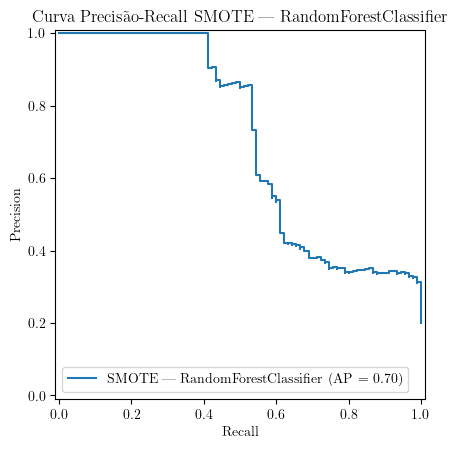 Curva Precisão-Recall SMOTE — RandomForestClassifier
1.0
0.8
0.6
0.4
0.2
0.0
Precision
SMOTE — RandomForestClassifier (AP = 0.70)
0.0 0.2 0.4 0.6 0.8 1.0
Recall